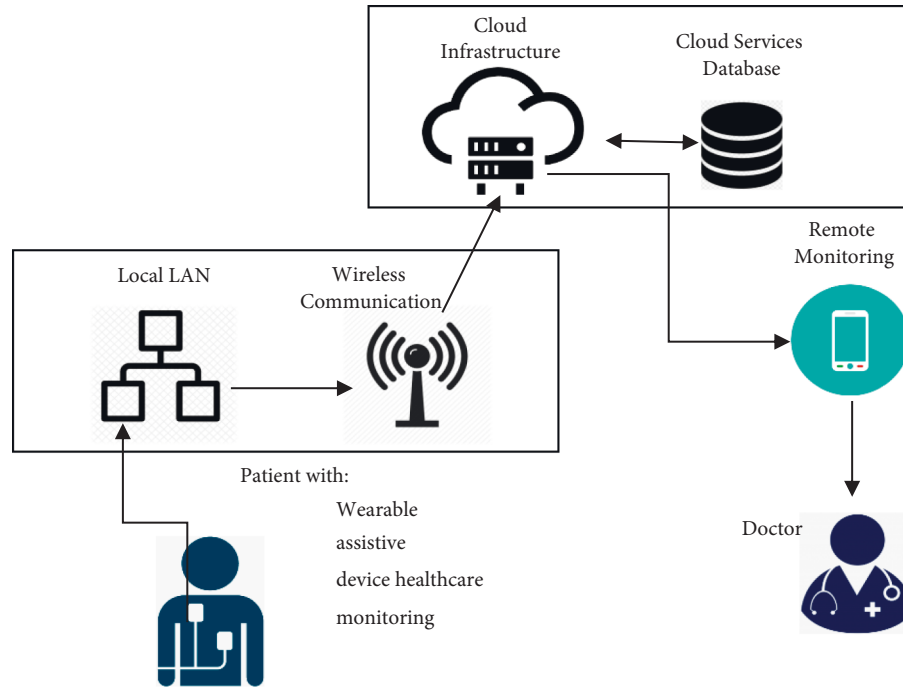 Cloud
Infrastructure
Cloud Services
Database
Remote
Monitoring
Local LAN
Wireless
Communication
Patient with:
Wearable
assistive
device healthcare
monitoring
Doctor